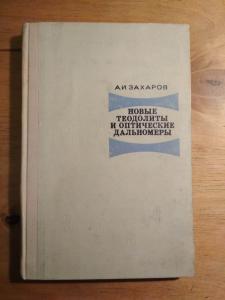 А И ЗАХАРОВ
НОВЫЕ
ТЕОДОЛИТЫ
И ОПТИЧЕСКИЕ
ДАЛЬНОМЕРЫ